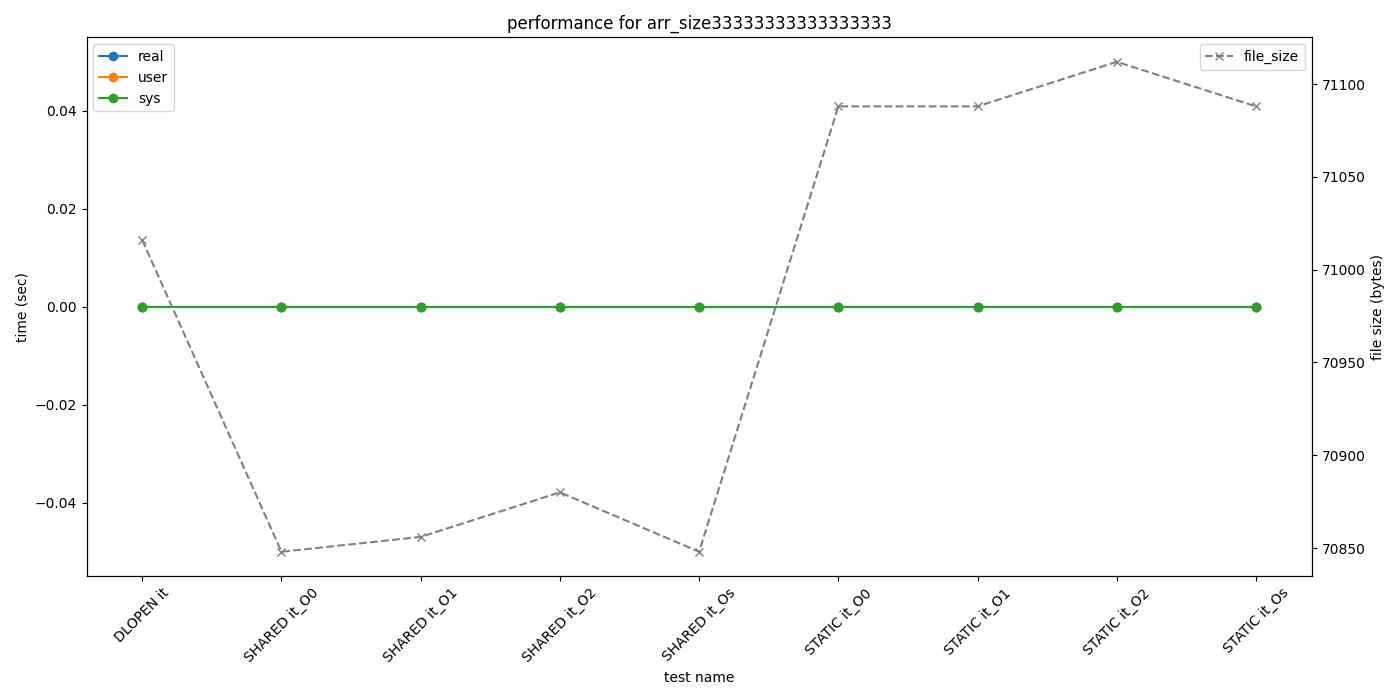 performance for arr_size33333333333333333
real
user
sys
file_size
0.04
0.02
0.00
−0.02
−0.04
time (sec)
71100
71050
71000
70950
70900
70850
file size (bytes)
DLOPEN it
SHARED it_O0
SHARED it_O1
SHARED it_O2
SHARED it_Os
STATIC it_O0
STATIC it_O1
STATIC it_O2
STATIC it_Os
test name